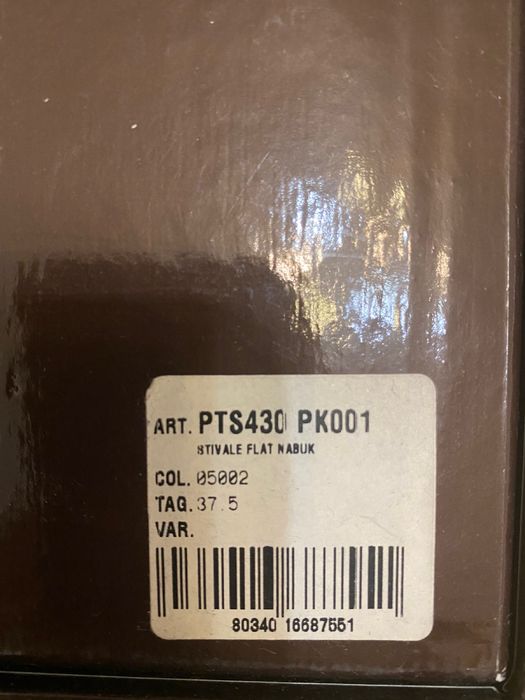 ART. PTS430 PK001
STIVALE FLAT NABUK
COL. 05002
TAG. 37.5
VAR.
80340 16687551